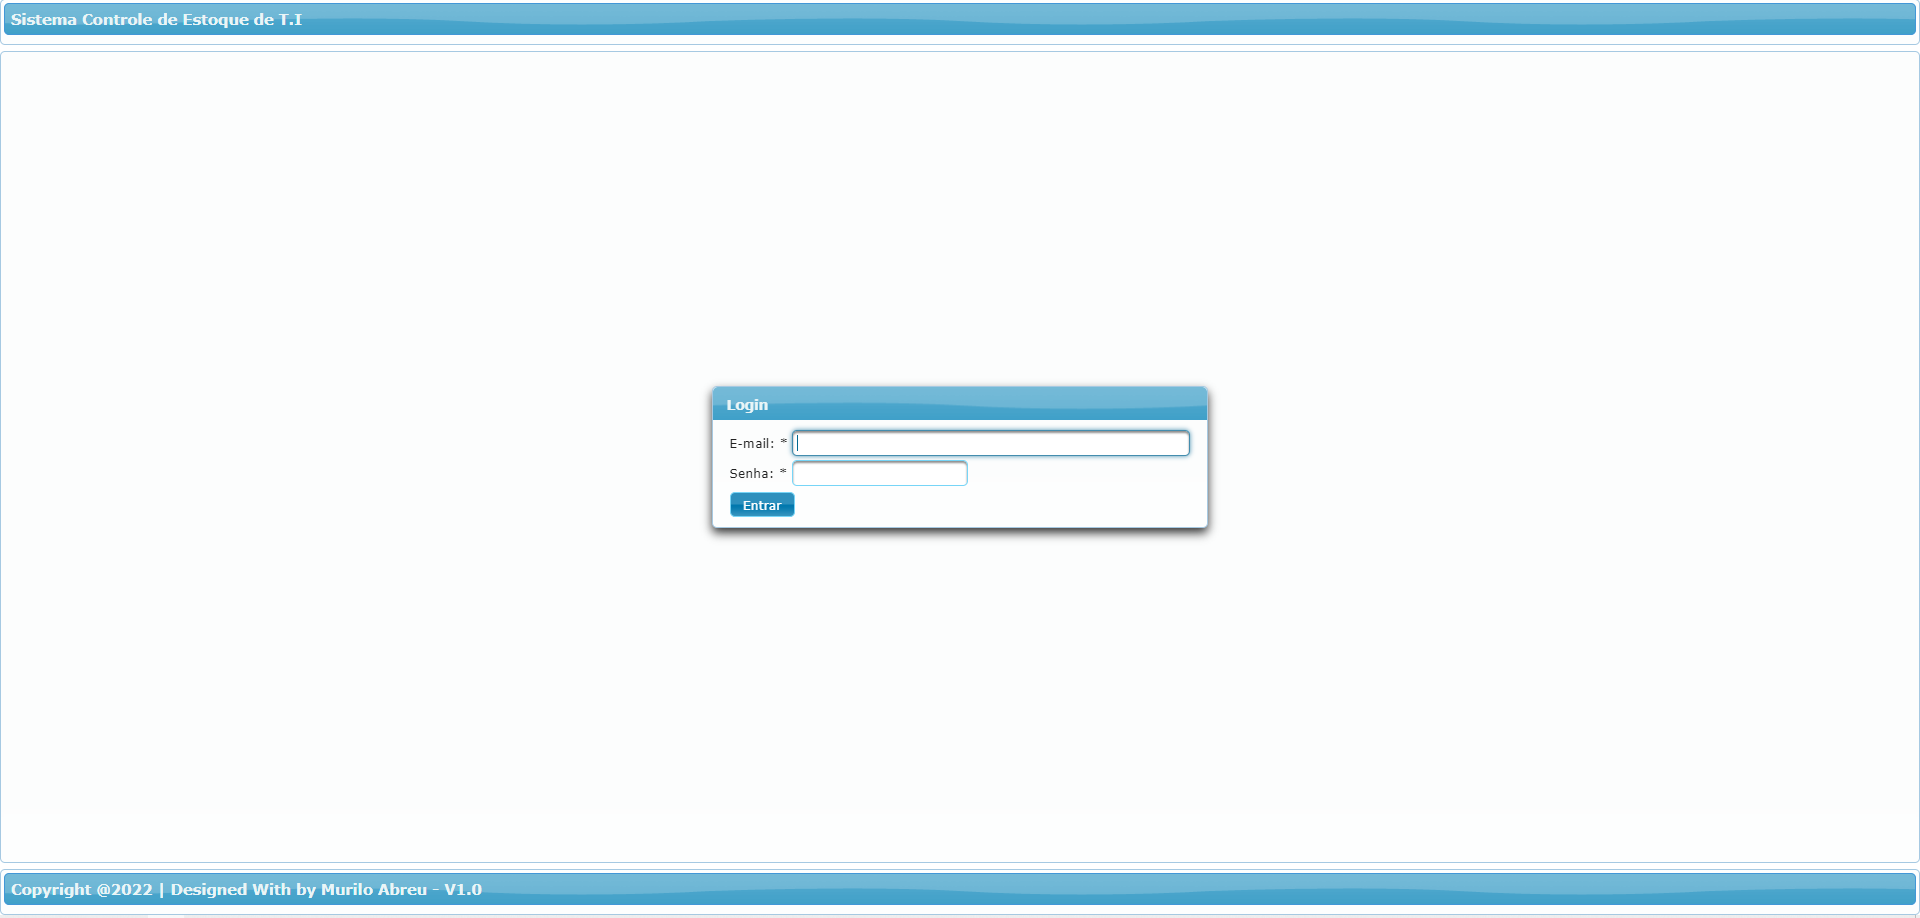 Sistema Controle de Estoque de T.I
Login
E-mail: *
Senha: *
Entrar
Copyright @2022 | Designed With by Murilo Abreu - V1.0